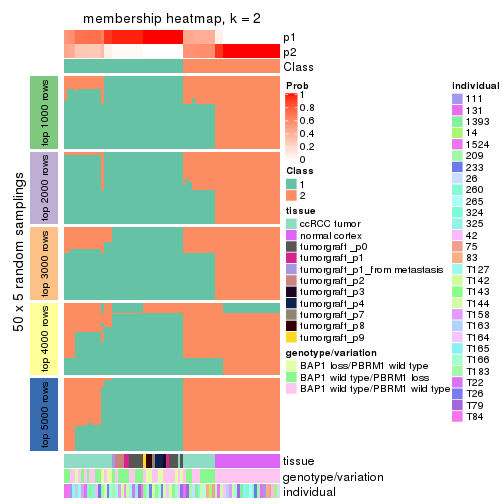 membership heatmap, k = 2
p1
p2
Class
50 x 5 random samplings
top 1000 rows
top 2000 rows
top 3000 rows
top 4000 rows
top 5000 rows
tissue
genotype/variation
individual
Prob
1
0.8
0.6
0.4
0.2
0
Class
1
2
tissue
ccRCC tumor
normal cortex
tumorgraft _p0
tumorgraft_p1
tumorgraft_p1_from metastasis
tumorgraft_p2
tumorgraft_p3
tumorgraft_p4
tumorgraft_p7
tumorgraft_p8
tumorgraft_p9
genotype/variation
BAP1 loss/PBRM1 wild type
BAP1 wild type/PBRM1 loss
BAP1 wild type/PBRM1 wild type
individual
111
131
1393
14
1524
209
233
26
260
265
324
325
42
75
83
T127
T142
T143
T144
T158
T163
T164
T165
T166
T183
T22
T26
T79
T84